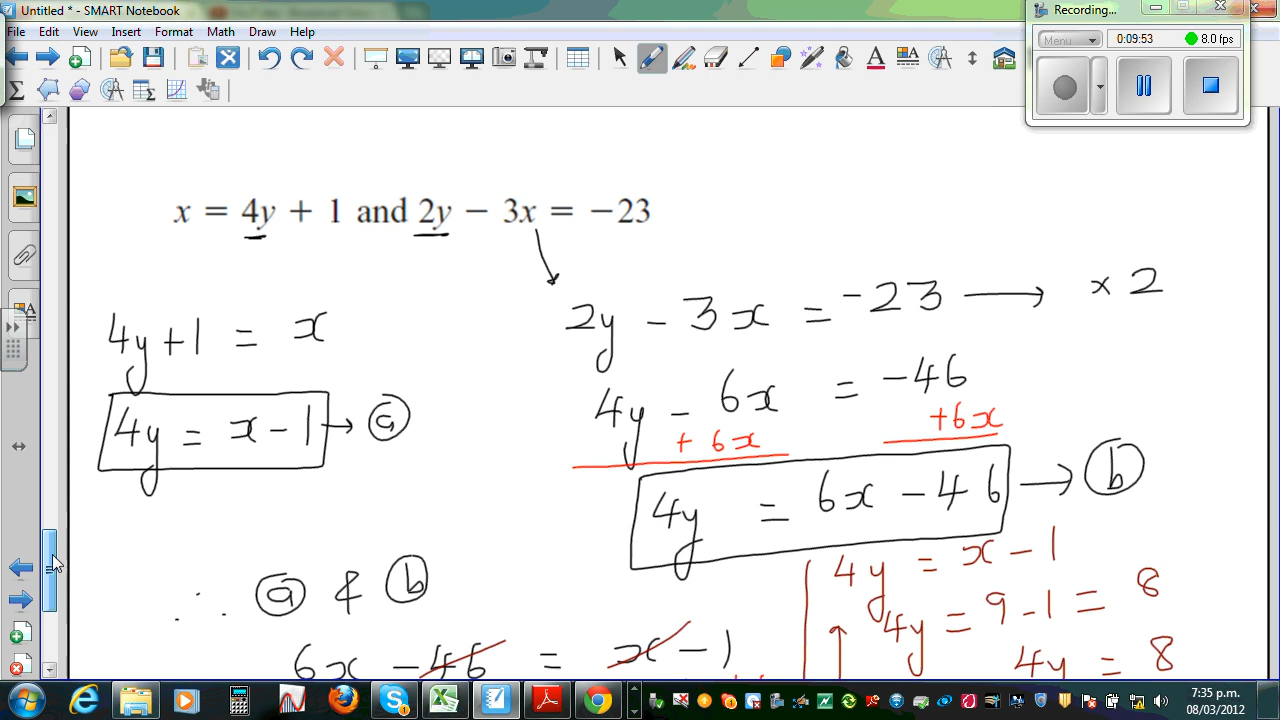 Untitled * - SMART Notebook
File Edit View Insert Format Math Draw Help
Recording...
Menu 0:09:53 8.0 fps
x = 4y + 1 and 2y − 3x = −23
2y − 3x = −23 → × 2
4y + 1 = x
4y − 6x = −46
+ 6x +6x
4y = x − 1 → a
4y = 6x − 46 → b
4y = x − 1
∴ a & b
4y = 9 − 1 = 8
6x − 46 = x − 1
4y = 8
7:35 p.m.
08/03/2012